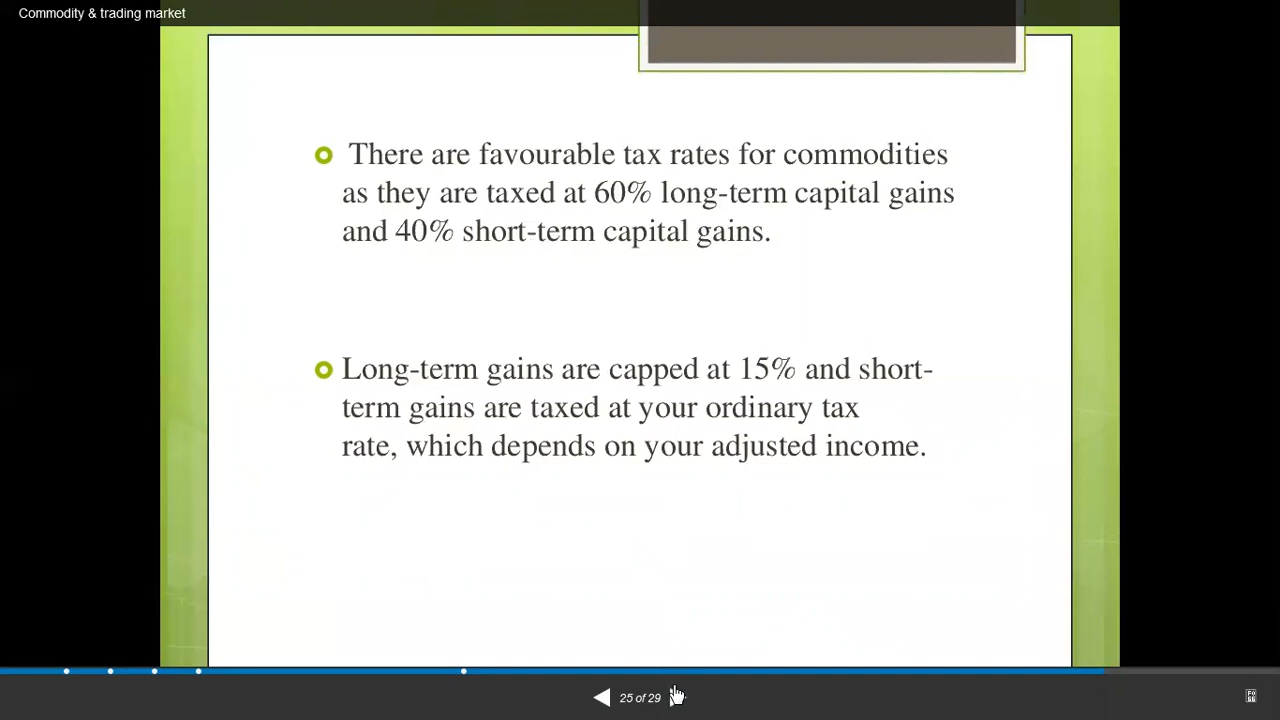 Commodity & trading market
There are favourable tax rates for commodities
as they are taxed at 60% long-term capital gains
and 40% short-term capital gains.
Long-term gains are capped at 15% and short-
term gains are taxed at your ordinary tax
rate, which depends on your adjusted income.
25 of 29